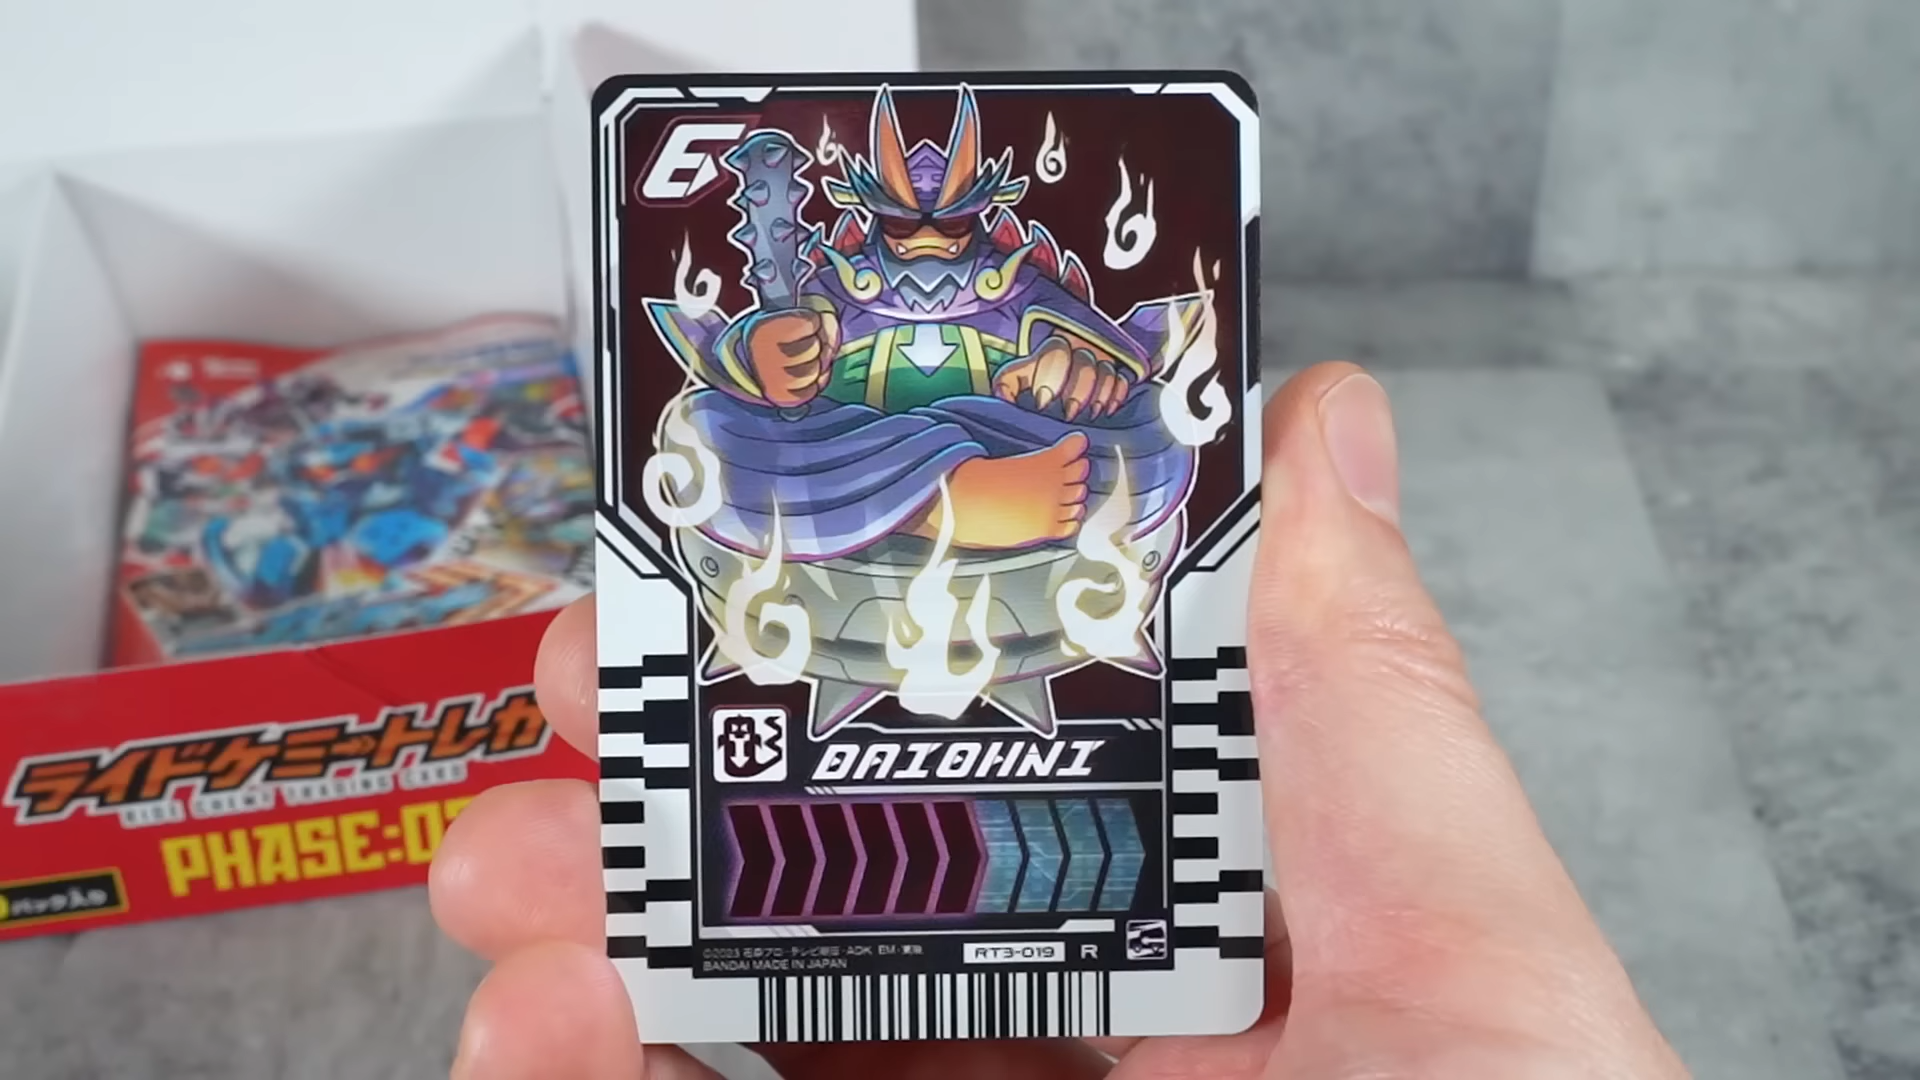 E
DAIOHNI
©2023 石森プロ・テレビ朝日・ADK EM・東映
BANDAI MADE IN JAPAN
RT3-019
R
ライドケミートレカ
RIDE CHEMY TRADING CARD
PHASE:0
パック入り